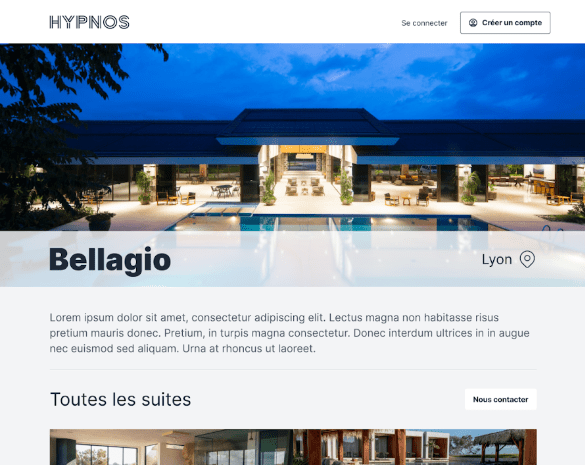 HYPNOS
Se connecter
Créer un compte
Bellagio
Lyon
Lorem ipsum dolor sit amet, consectetur adipiscing elit. Lectus magna non habitasse risus
pretium mauris donec. Pretium, in turpis magna consectetur. Donec interdum ultrices in in augue
nec euismod sed aliquam. Urna at rhoncus ut laoreet.
Toutes les suites
Nous contacter